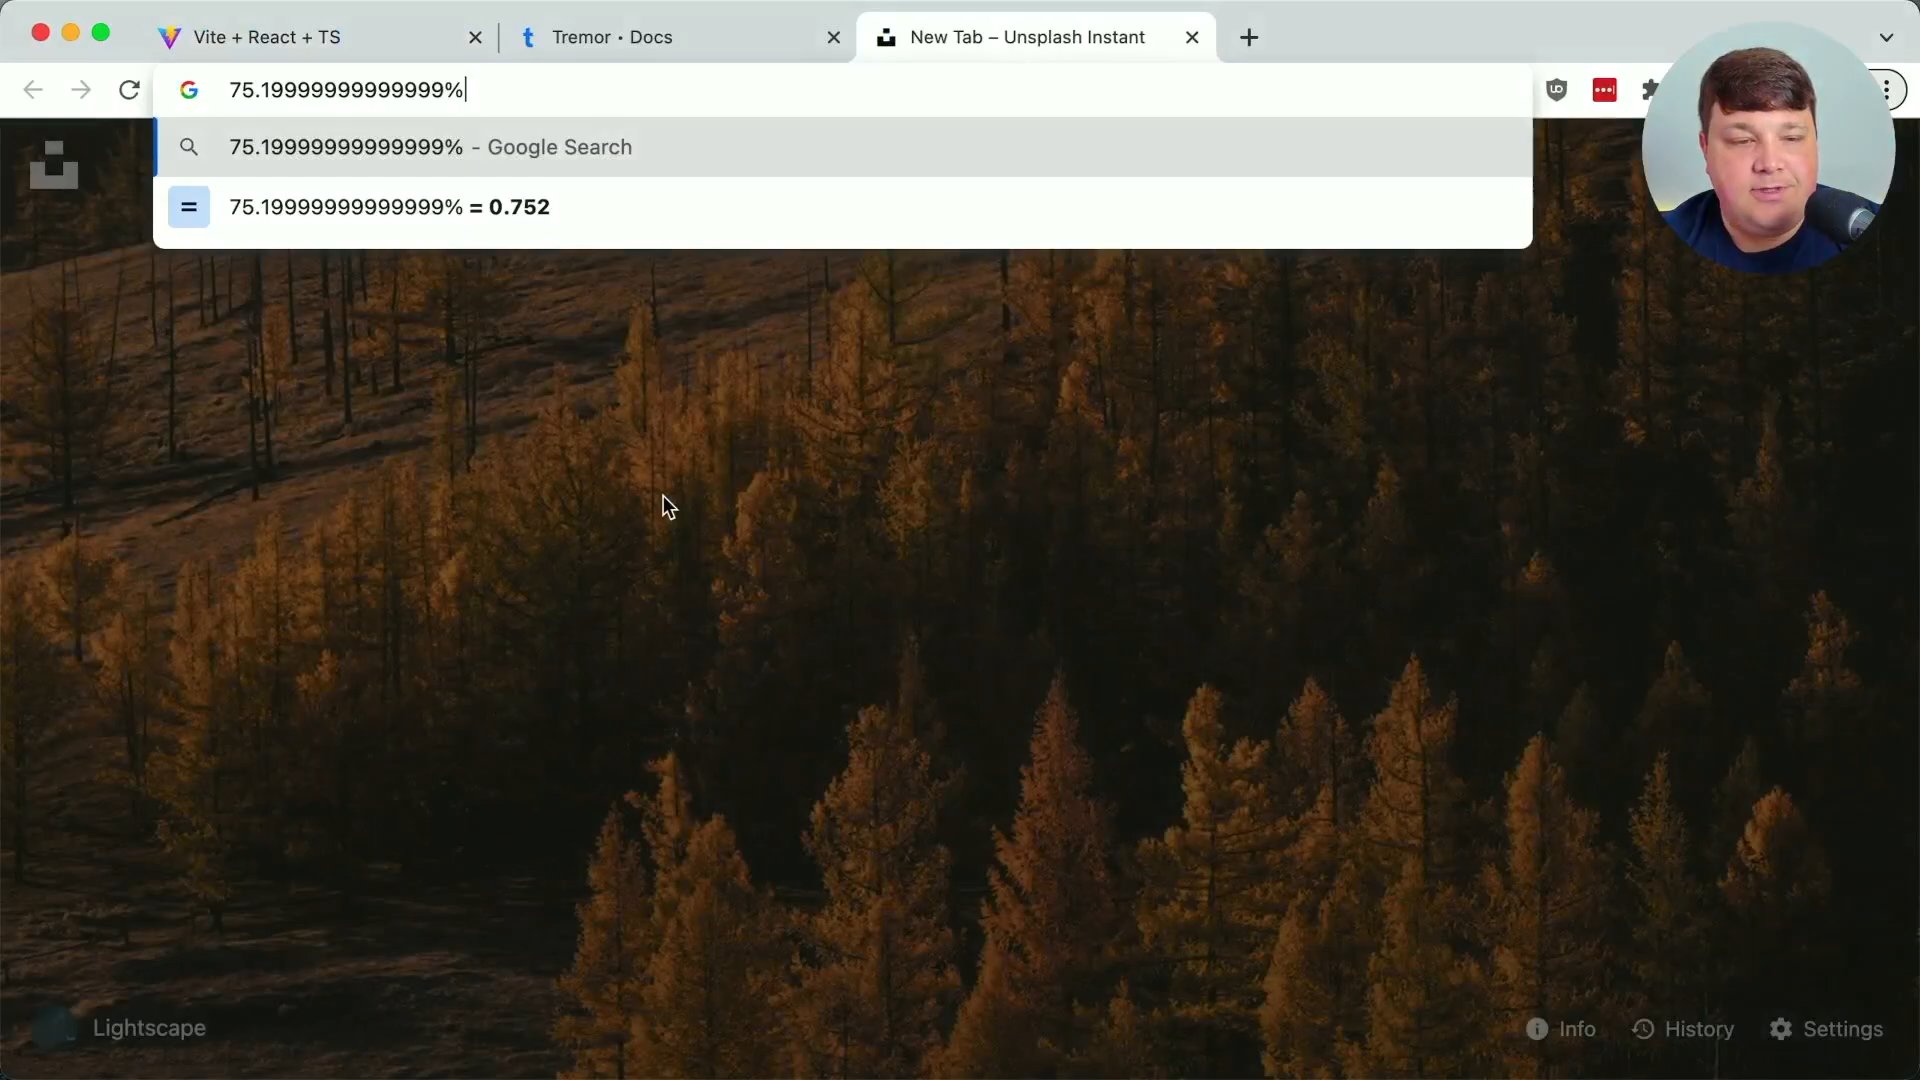 Vite + React + TS
Tremor • Docs
New Tab – Unsplash Instant
75.19999999999999%
75.19999999999999% - Google Search
75.19999999999999% = 0.752
Lightscape
Info
History
Settings